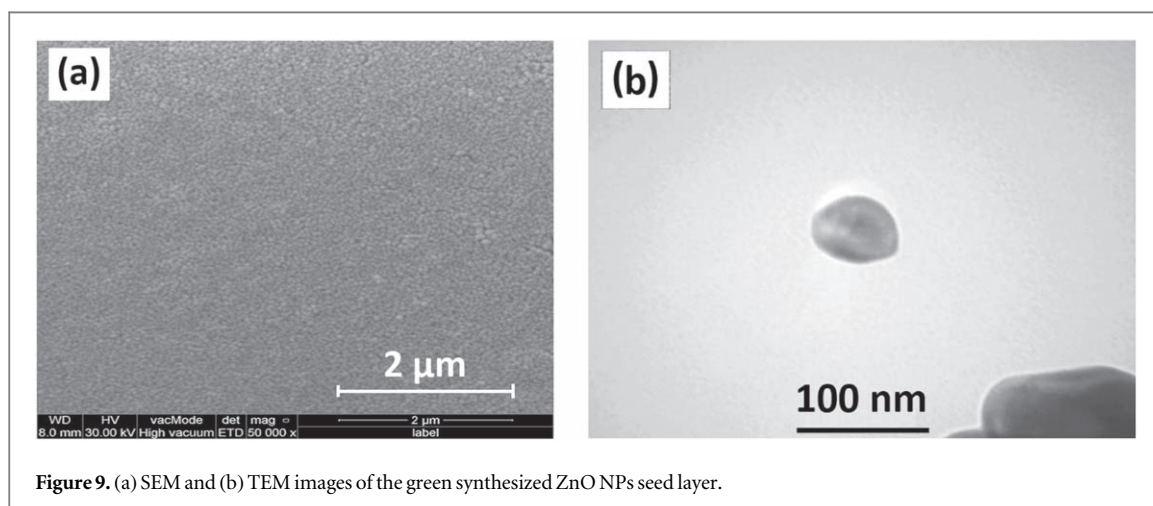 (a)
2 μm
WD HV vacMode det mag 2 μm
8.0 mm 30.00 kV High vacuum ETD 50 000 x label
(b)
100 nm
Figure 9. (a) SEM and (b) TEM images of the green synthesized ZnO NPs seed layer.